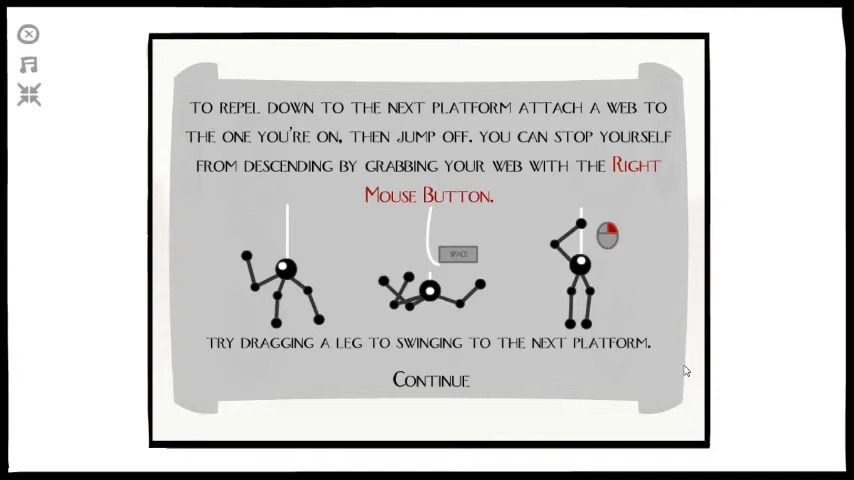 TO REPEL DOWN TO THE NEXT PLATFORM ATTACH A WEB TO
THE ONE YOU'RE ON, THEN JUMP OFF. YOU CAN STOP YOURSELF
FROM DESCENDING BY GRABBING YOUR WEB WITH THE RIGHT
MOUSE BUTTON.
SPACE
TRY DRAGGING A LEG TO SWINGING TO THE NEXT PLATFORM.
CONTINUE